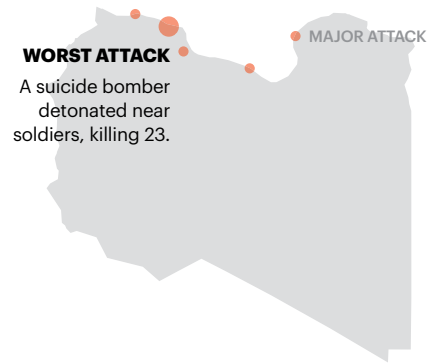 MAJOR ATTACK
WORST ATTACK
A suicide bomber
detonated near
soldiers, killing 23.